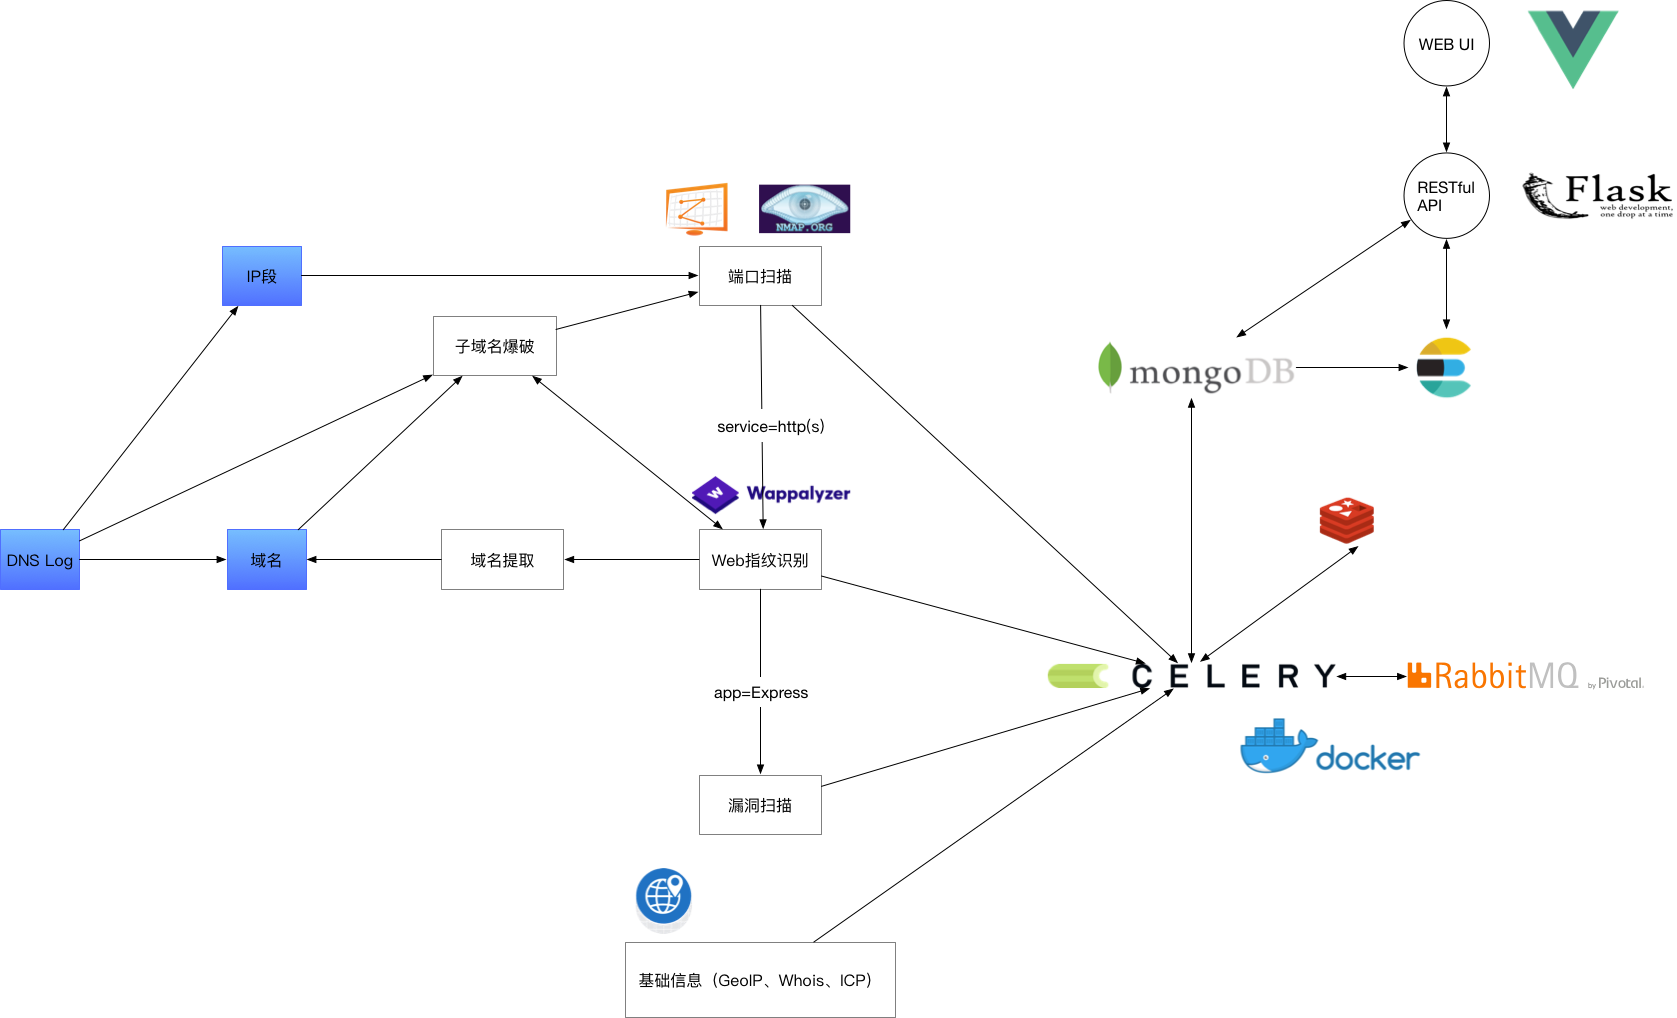 WEB UI
RESTful
API
Flask
web development,
one drop at a time
NMAP.ORG
IP段
端口扫描
子域名爆破
mongoDB
service=http(s)
W
Wappalyzer
DNS Log
域名
域名提取
Web指纹识别
CELERY
RabbitMQ
by Pivotal
app=Express
docker
漏洞扫描
基础信息（GeoIP、Whois、ICP）